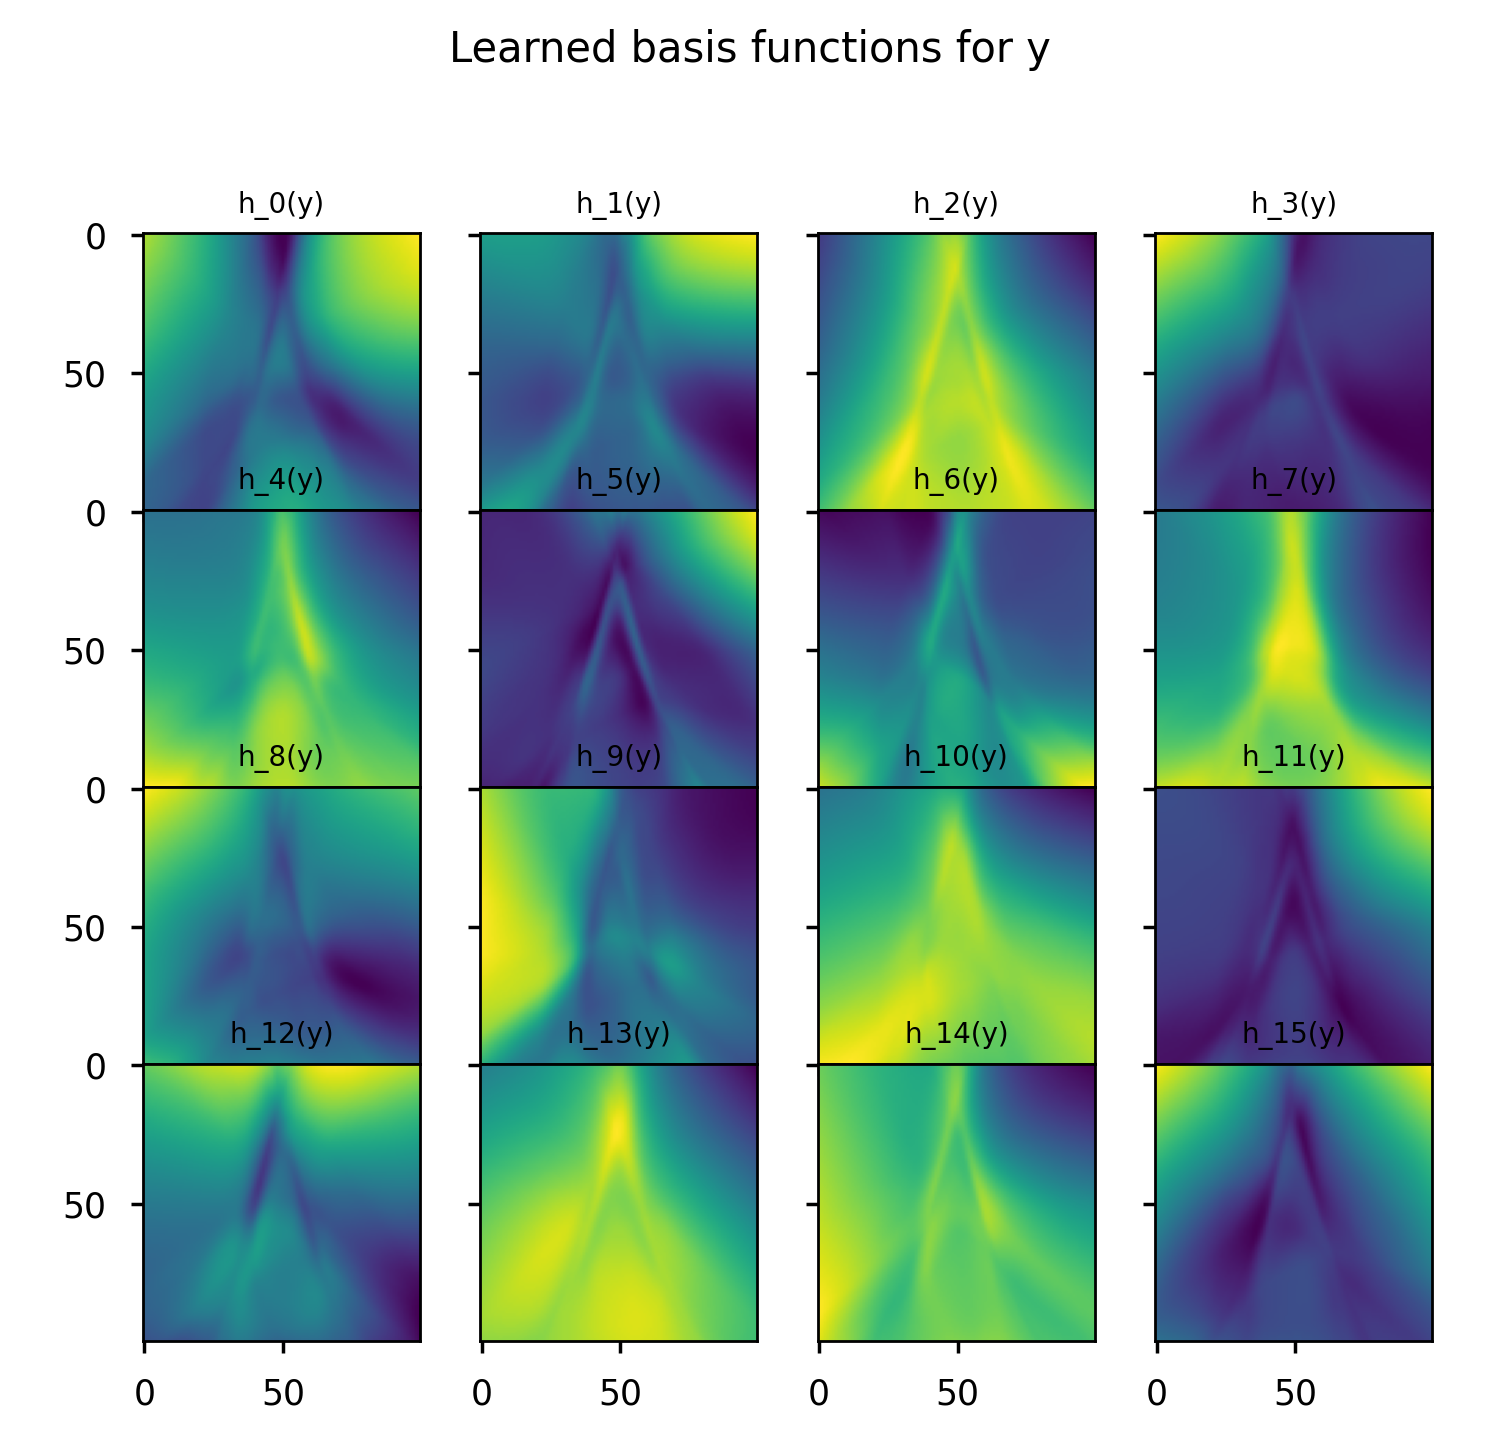 Learned basis functions for y
h_0(y) h_1(y) h_2(y) h_3(y)
0
50
h_4(y) h_5(y) h_6(y) h_7(y)
0
50
h_8(y) h_9(y) h_10(y) h_11(y)
0
50
h_12(y) h_13(y) h_14(y) h_15(y)
0
50
0 50 0 50 0 50 0 50